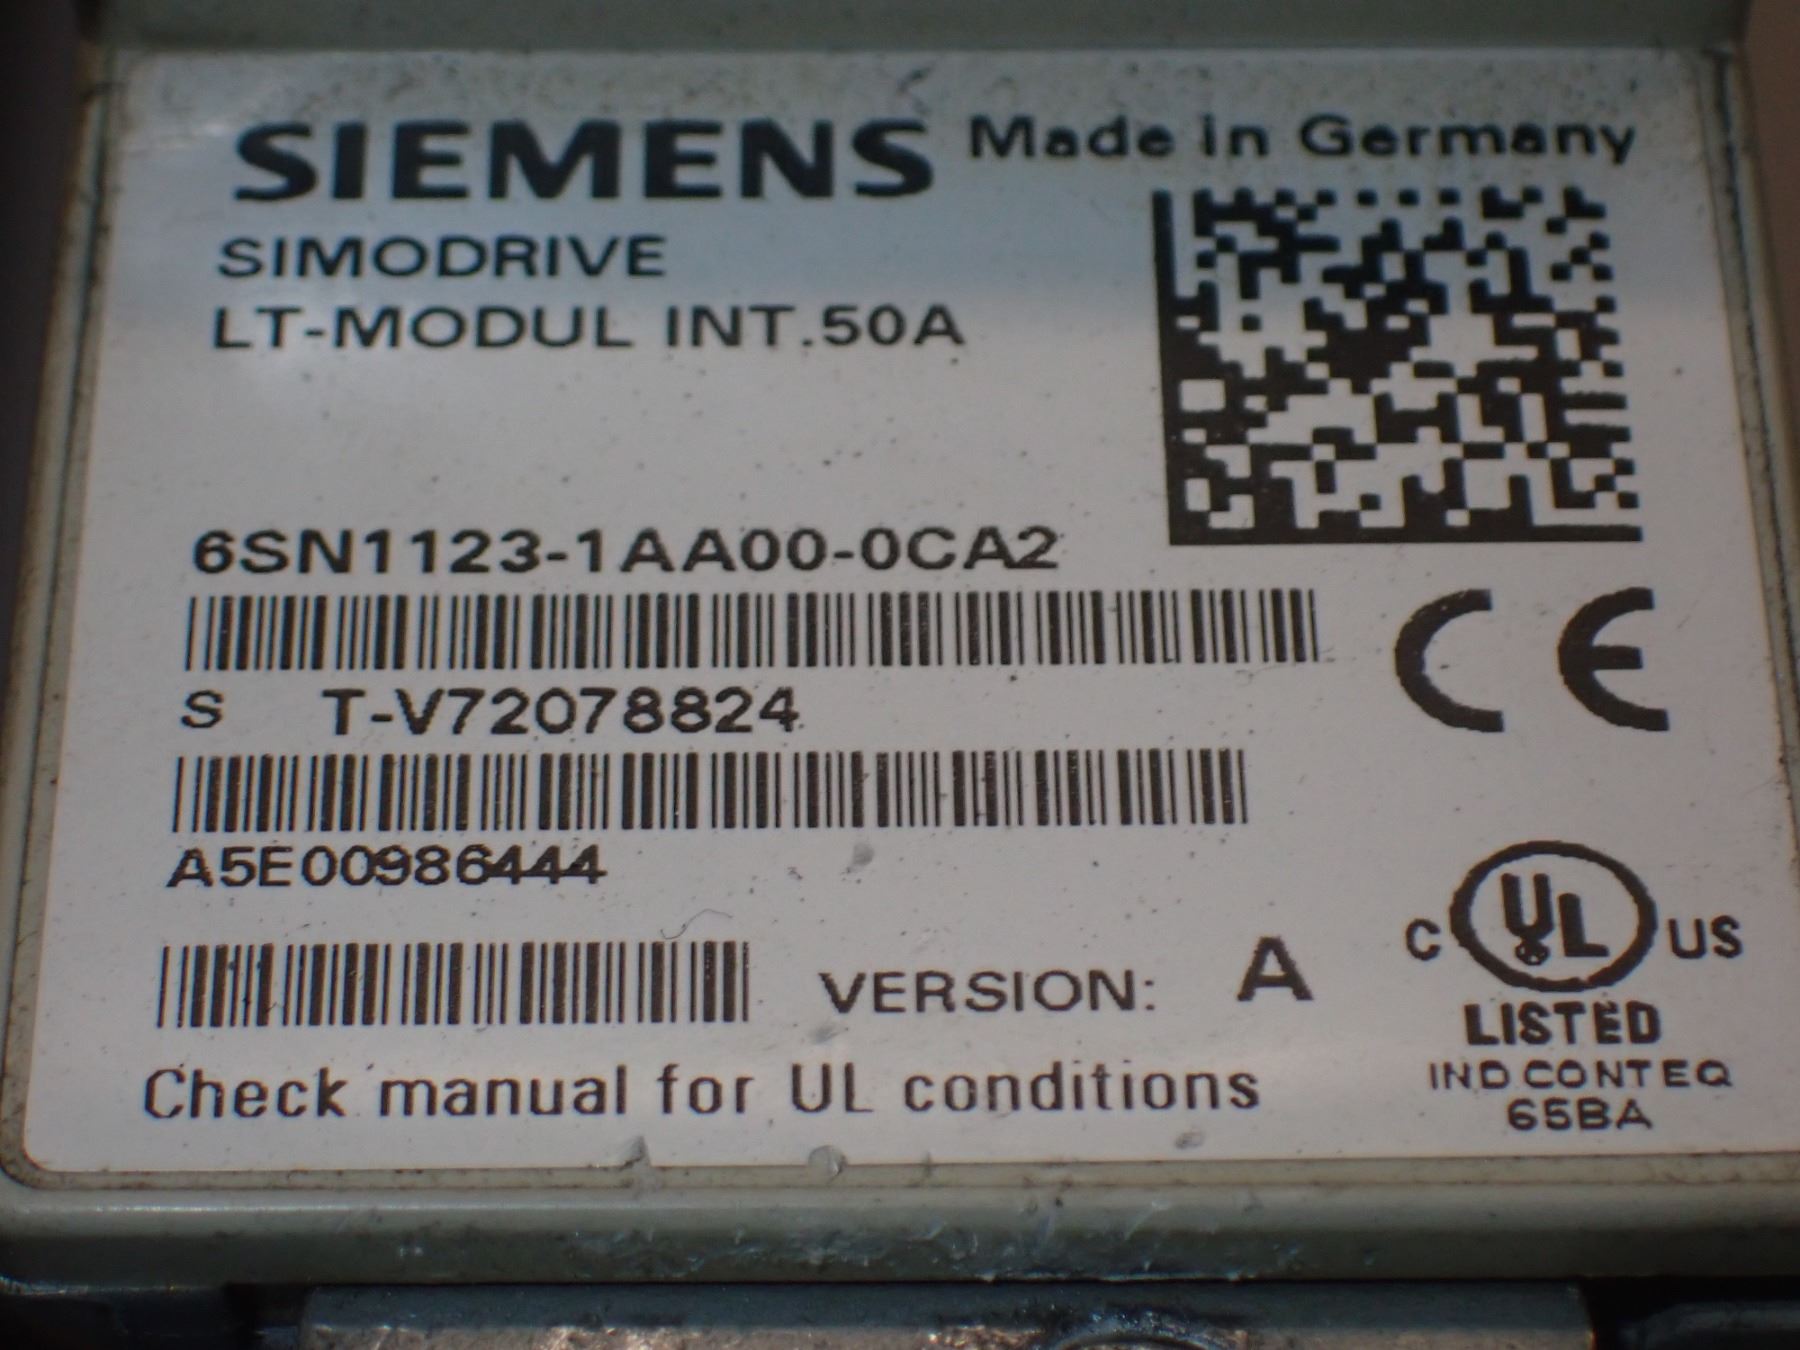 SIEMENS Made in Germany
SIMODRIVE
LT-MODUL INT.50A
6SN1123-1AA00-0CA2
S T-V72078824
A5E00986444
VERSION: A
C UL US
LISTED
IND.CONT.EQ
65BA
CE
Check manual for UL conditions